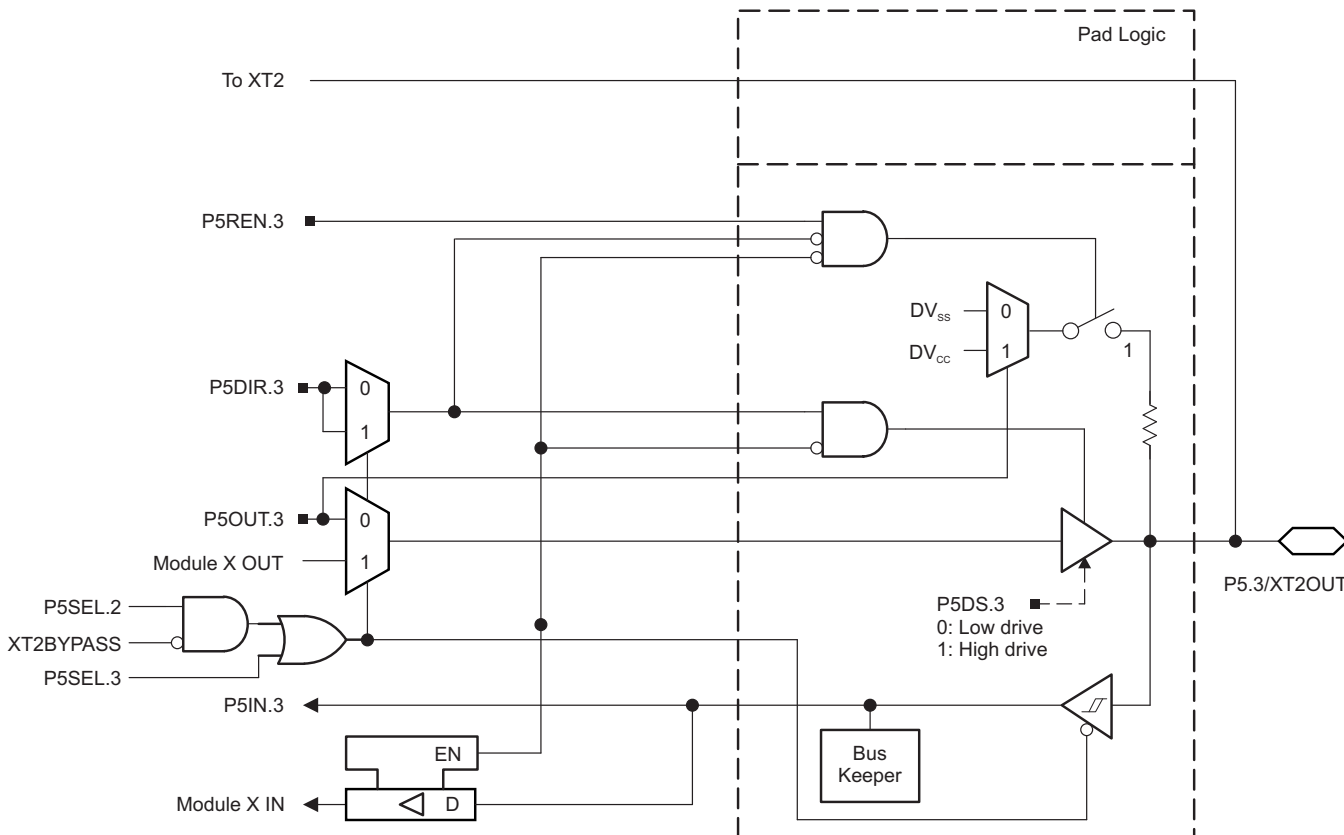 Pad Logic
To XT2
P5REN.3
DVSS
0
DVCC
1
1
P5DIR.3
0
1
P5OUT.3
0
Module X OUT
1
P5SEL.2
XT2BYPASS
P5SEL.3
P5DS.3
0: Low drive
1: High drive
P5.3/XT2OUT
P5IN.3
EN
Bus
Keeper
Module X IN
D